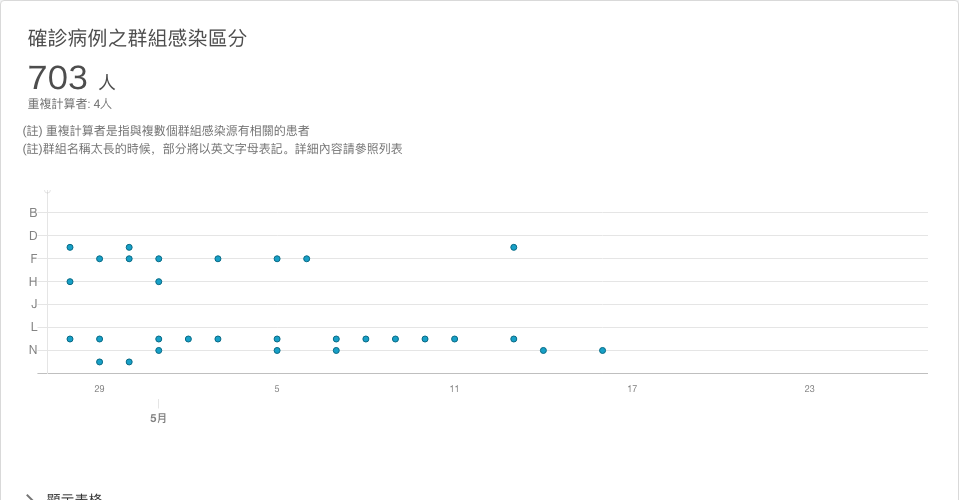 確診病例之群組感染區分
703 人
重複計算者: 4人
(註) 重複計算者是指與複數個群組感染源有相關的患者
(註)群組名稱太長的時候，部分將以英文字母表記。詳細內容請參照列表
B
D
F
H
J
L
N
29 5 11 17 23
5月
顯示表格